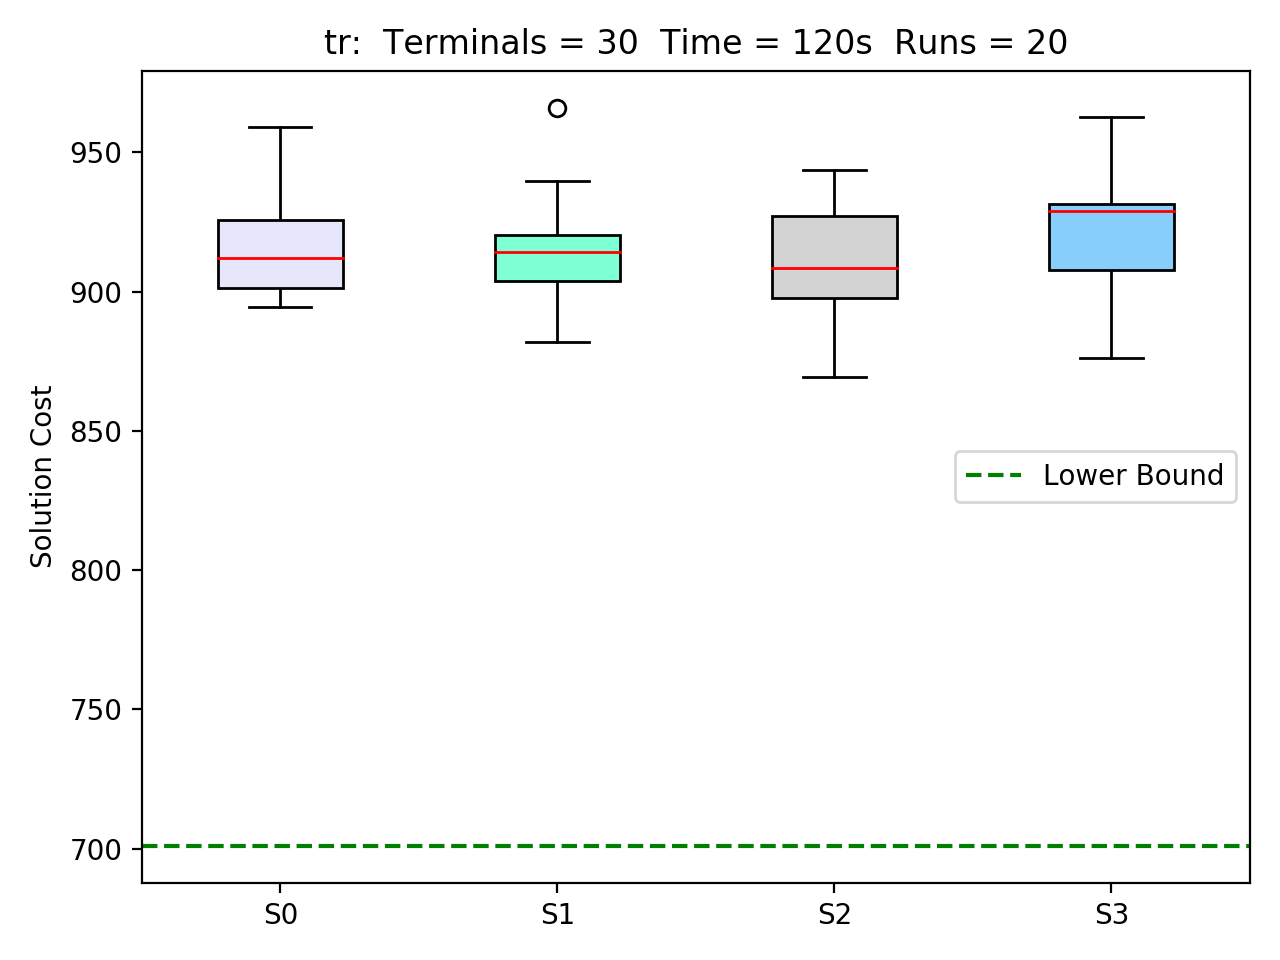 tr:  Terminals = 30  Time = 120s  Runs = 20
Solution Cost
950
900
850
800
750
700
Lower Bound
S0 S1 S2 S3